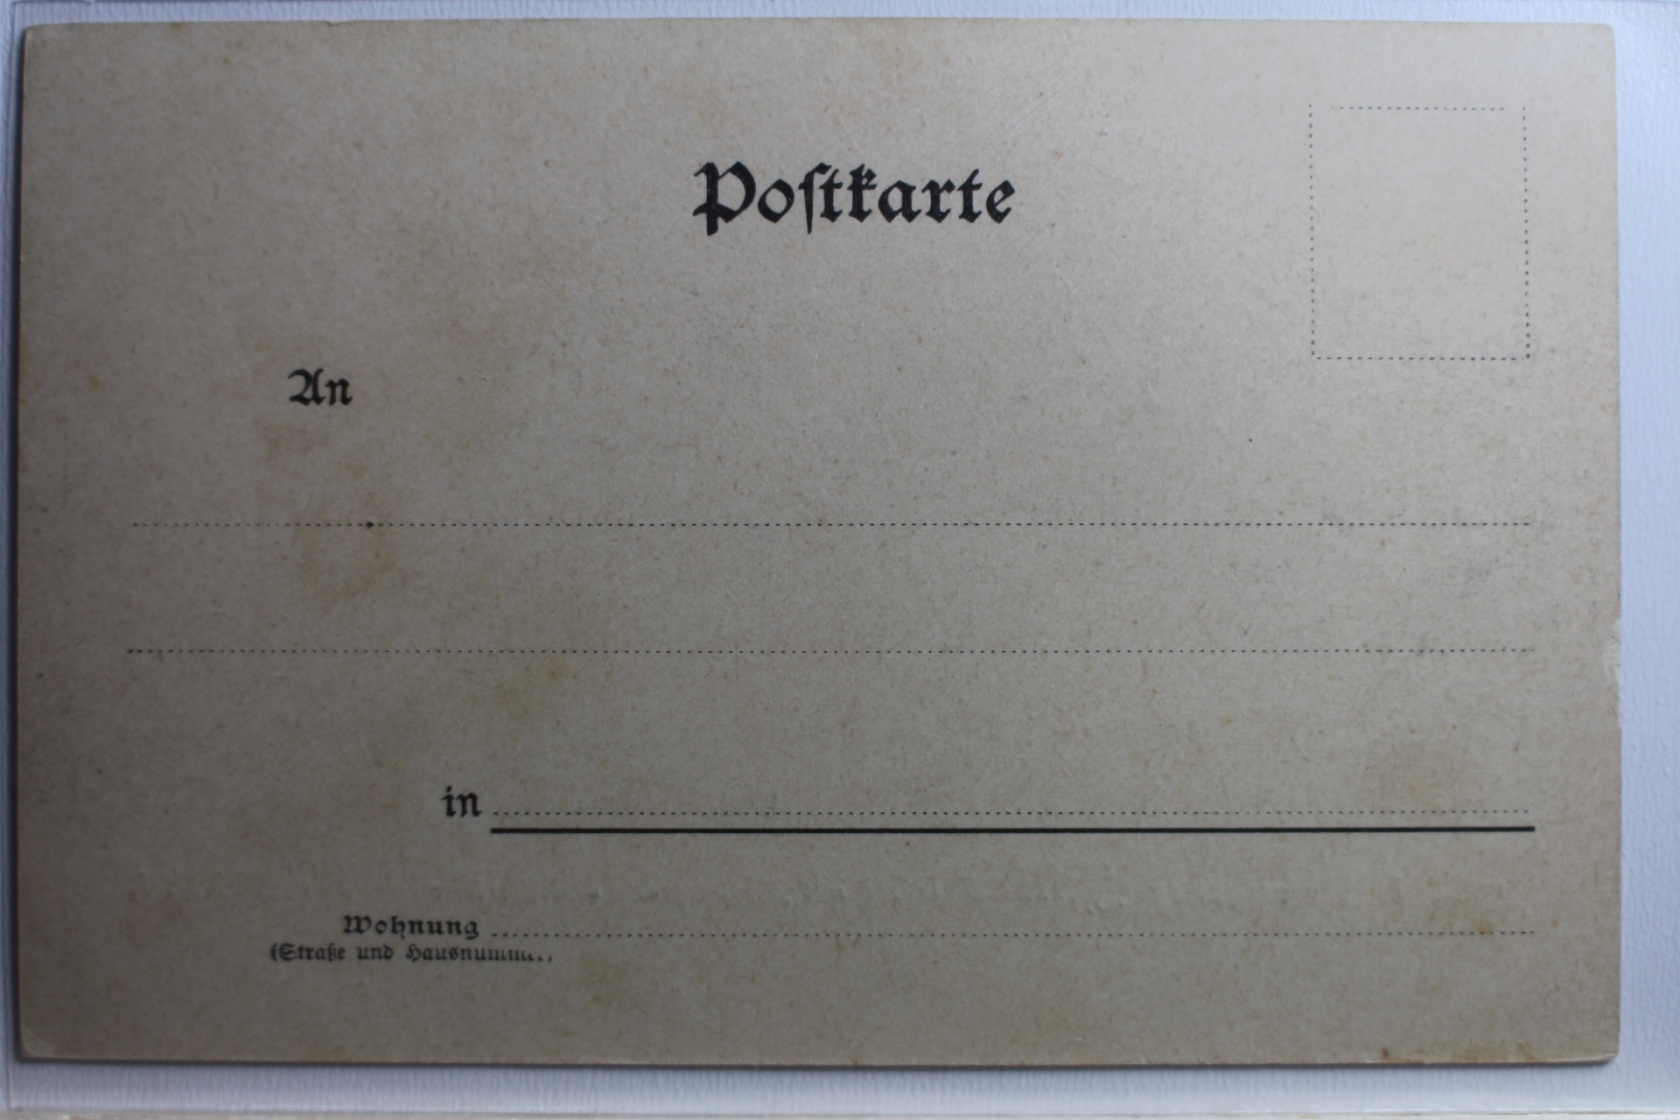 Postkarte
An
in
Wohnung
(Straße und